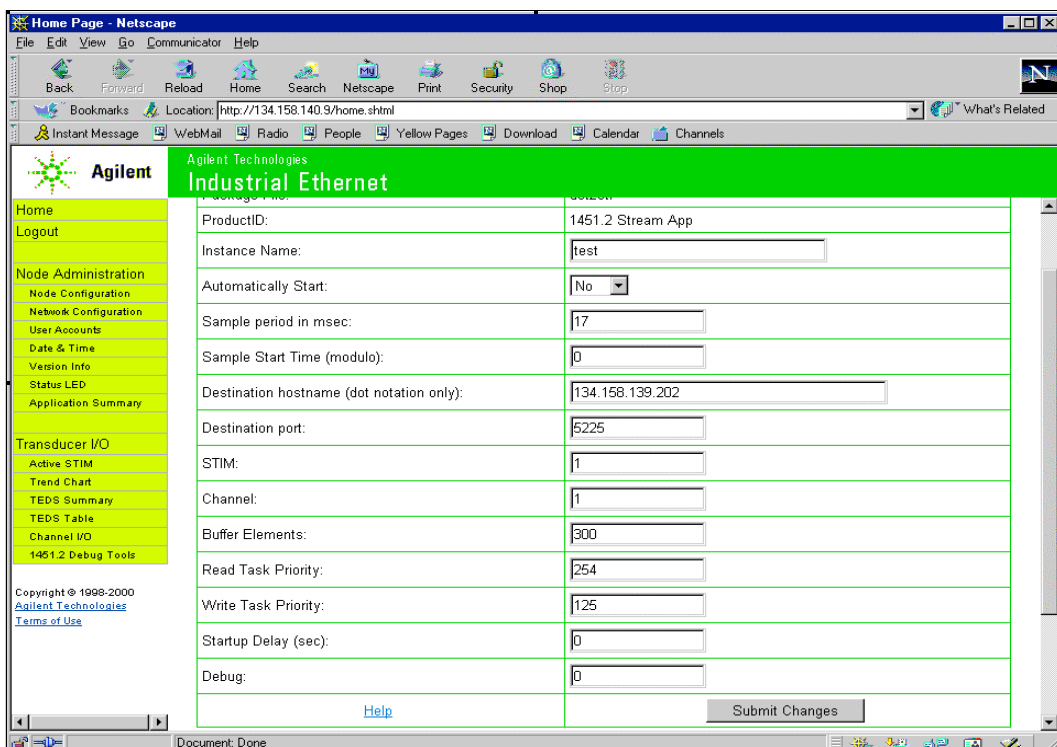 Home Page - Netscape
File Edit View Go Communicator Help
Back Forward Reload Home Search Netscape Print Security Shop Stop
Bookmarks Location: http://134.158.140.9/home.shtml What's Related
Instant Message WebMail Radio People Yellow Pages Download Calendar Channels
Agilent
Agilent Technologies
Industrial Ethernet
Home
Logout
Node Administration
Node Configuration
Network Configuration
User Accounts
Date & Time
Version Info
Status LED
Application Summary
Transducer I/O
Active STIM
Trend Chart
TEDS Summary
TEDS Table
Channel I/O
1451.2 Debug Tools
Copyright © 1998-2000
Agilent Technologies
Terms of Use
ProductID: 1451.2 Stream App
Instance Name: test
Automatically Start: No
Sample period in msec: 17
Sample Start Time (modulo): 0
Destination hostname (dot notation only): 134.158.139.202
Destination port: 5225
STIM: 1
Channel: 1
Buffer Elements: 300
Read Task Priority: 254
Write Task Priority: 125
Startup Delay (sec): 0
Debug: 0
Help Submit Changes
Document: Done